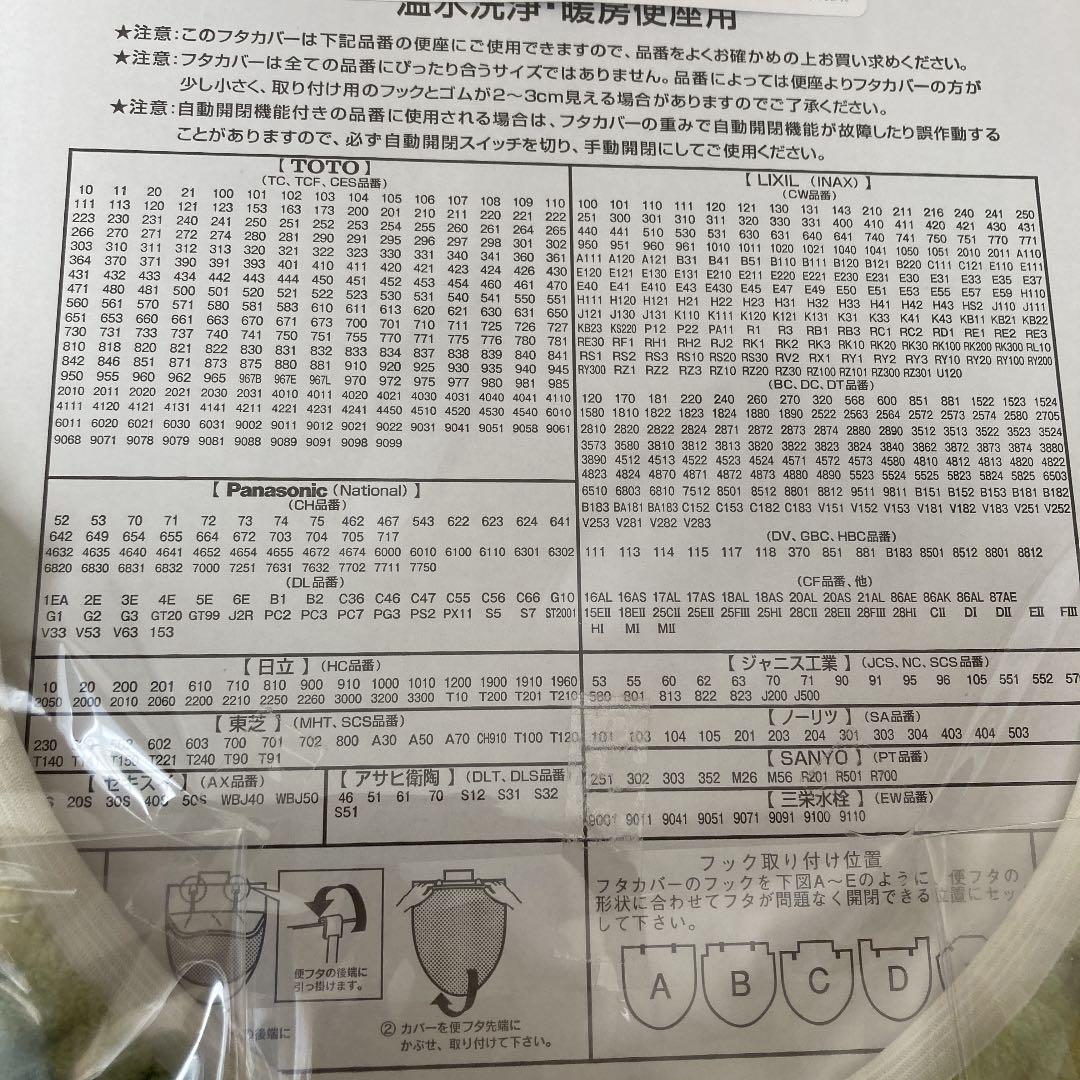 温水洗浄・暖房便座用
★注意:このフタカバーは下記品番の便座にご使用できますので、品番をよくお確かめの上お買い求めください。
★注意:フタカバーは全ての品番にぴったり合うサイズではありません。品番によっては便座よりフタカバーの方が
少し小さく、取り付け用のフックとゴムが2〜3cm見える場合がありますのでご了承ください。
★注意:自動開閉機能付きの品番に使用される場合は、フタカバーの重みで自動開閉機能が故障したり誤作動する
ことがありますので、必ず自動開閉スイッチを切り、手動開閉にしてご使用ください。
【 TOTO 】
(TC、TCF、CES品番)
10 11 20 21 100 101 102 103 104 105 106 107 108 109 110
111 113 120 121 123 153 163 173 200 201 210 211 220 221 222
223 230 231 240 241 250 251 252 253 254 255 260 261 264 265
266 270 271 272 274 280 281 290 291 295 296 297 298 301 302
303 310 311 312 313 320 321 322 323 330 331 340 341 360 361
364 370 371 390 391 393 401 410 411 420 421 423 424 426 430
431 432 433 434 442 443 444 450 451 452 453 454 460 461 470
471 480 481 500 501 520 521 522 523 530 531 540 541 550 551
560 561 570 571 580 581 583 610 611 613 620 621 630 631 650
651 653 660 661 663 670 671 673 700 701 710 711 725 726 727
730 731 733 737 740 741 750 751 755 770 771 775 776 780 781
810 818 820 821 822 830 831 832 833 834 836 838 839 840 841
842 846 851 871 873 875 880 881 910 920 925 930 935 940 945
950 955 960 962 965 967B 967E 967L 970 972 975 977 980 981 985
2010 2011 2020 2021 2030 2031 4010 4011 4020 4021 4030 4031 4040 4041 4110
4111 4120 4121 4131 4141 4211 4221 4231 4241 4450 4510 4520 4530 4540 6010
6011 6020 6021 6030 6031 9002 9011 9012 9021 9022 9031 9041 9051 9058 9061
9068 9071 9078 9079 9081 9088 9089 9091 9098 9099
【 LIXIL (INAX) 】
(CW品番)
100 101 110 111 120 121 130 131 143 210 211 216 240 241 250
251 300 301 310 311 320 330 331 400 401 410 411 420 430 431
440 441 510 530 531 630 631 640 641 740 741 750 751 770 771
950 951 960 961 1010 1011 1020 1021 1040 1041 1050 1051 2010 2011 A110
A111 A120 A121 B31 B41 B51 B110 B111 B120 B121 B220 C111 C121 E110 E111
E120 E121 E130 E131 E210 E211 E220 E221 E230 E231 E30 E31 E33 E35 E37
E40 E41 E410 E43 E430 E45 E47 E49 E50 E51 E53 E55 E57 E59 H110
H111 H120 H121 H21 H22 H23 H31 H32 H33 H41 H42 H43 HS2 J110 J111
J121 J130 J131 K110 K111 K120 K121 K131 K31 K33 K41 K43 KB11 KB21 KB22
KB23 KS220 P12 P22 PA11 R1 R3 RB1 RB3 RC1 RC2 RD1 RE1 RE2 RE3
RE30 RF1 RH1 RH2 RJ2 RK1 RK2 RK3 RK10 RK20 RK30 RK100 RK200 RK300 RL10
RS1 RS2 RS3 RS10 RS20 RS30 RV2 RX1 RY1 RY2 RY3 RY10 RY20 RY100 RY200
RY300 RZ1 RZ2 RZ3 RZ10 RZ20 RZ30 RZ100 RZ101 RZ300 RZ301 U120
(BC、DC、DT品番)
120 170 181 220 240 260 270 320 568 600 851 881 1522 1523 1524
1580 1810 1822 1823 1824 1880 1890 2522 2563 2564 2572 2573 2574 2580 2705
2810 2820 2822 2824 2871 2872 2873 2874 2880 2890 3512 3513 3522 3523 3524
3573 3580 3810 3812 3813 3820 3822 3823 3824 3840 3862 3872 3873 3874 3880
3890 4512 4513 4522 4523 4524 4571 4572 4573 4580 4810 4812 4813 4820 4822
4823 4824 4870 4871 4872 4873 4880 4890 5523 5524 5525 5823 5824 5825 6503
6510 6803 6810 7512 8501 8512 8801 8812 9511 9811 B151 B152 B153 B181 B182
B183 BA181 BA183 C152 C153 C182 C183 V151 V152 V153 V181 V182 V183 V251 V252
V253 V281 V282 V283
(DV、GBC、HBC品番)
111 113 114 115 117 118 370 851 881 B183 8501 8512 8801 8812
(CF品番、他)
16AL 16AS 17AL 17AS 18AL 18AS 20AL 20AS 21AL 86AE 86AK 86AL 87AE
15EⅡ 18EⅡ 25CⅡ 25EⅡ 25FⅢ 25HⅠ 28CⅡ 28EⅡ 28FⅢ 28HⅠ CⅡ DⅠ DⅡ EⅡ FⅢ
HⅠ MⅠ MⅡ
【 Panasonic (National) 】
(CH品番)
52 53 70 71 72 73 74 75 462 467 543 622 623 624 641
642 649 654 655 664 672 703 704 705 717
4632 4635 4640 4641 4652 4654 4655 4672 4674 6000 6010 6100 6110 6301 6302
6820 6830 6831 6832 7000 7251 7631 7632 7702 7711 7750
(DL品番)
1EA 2E 3E 4E 5E 6E B1 B2 C36 C46 C47 C55 C56 C66 G10
G1 G2 G3 GT20 GT99 J2R PC2 PC3 PC7 PG3 PS2 PX11 S5 S7 ST2001
V33 V53 V63 153
【 日立 】 (HC品番)
10 20 200 201 610 710 810 900 910 1000 1010 1200 1900 1910 1960
2050 2000 2010 2060 2200 2210 2250 2260 3000 3200 3300 T10 T200 T201 T210
【 東芝 】 (MHT、SCS品番)
230 502 602 603 700 701 702 800 A30 A50 A70 CH910 T100 T120
T140 T150 T221 T240 T90 T91
【 セキスイ 】 (AX品番)
20S 30S 40S 50S WBJ40 WBJ50
【 アサヒ衛陶 】 (DLT、DLS品番)
46 51 61 70 S12 S31 S32
S51
【 ジャニス工業 】 (JCS、NC、SCS品番)
53 55 60 62 63 70 71 90 91 95 96 105 551 552 570
580 801 813 822 823 J200 J500
【 ノーリツ 】 (SA品番)
101 103 104 105 201 203 204 301 303 304 403 404 503
【 SANYO 】 (PT品番)
251 302 303 352 M26 M56 R201 R501 R700
【 三栄水栓 】 (EW品番)
9001 9011 9041 9051 9071 9091 9100 9110
便フタの後端に
引っ掛けます。
の後端に
② カバーを便フタ先端に
かぶせ、取り付けて下さい。
フック取り付け位置
フタカバーのフックを下図A〜Eのように、便フタの
形状に合わせてフタが問題なく開閉できる位置にセッ
して下さい。
A B C D